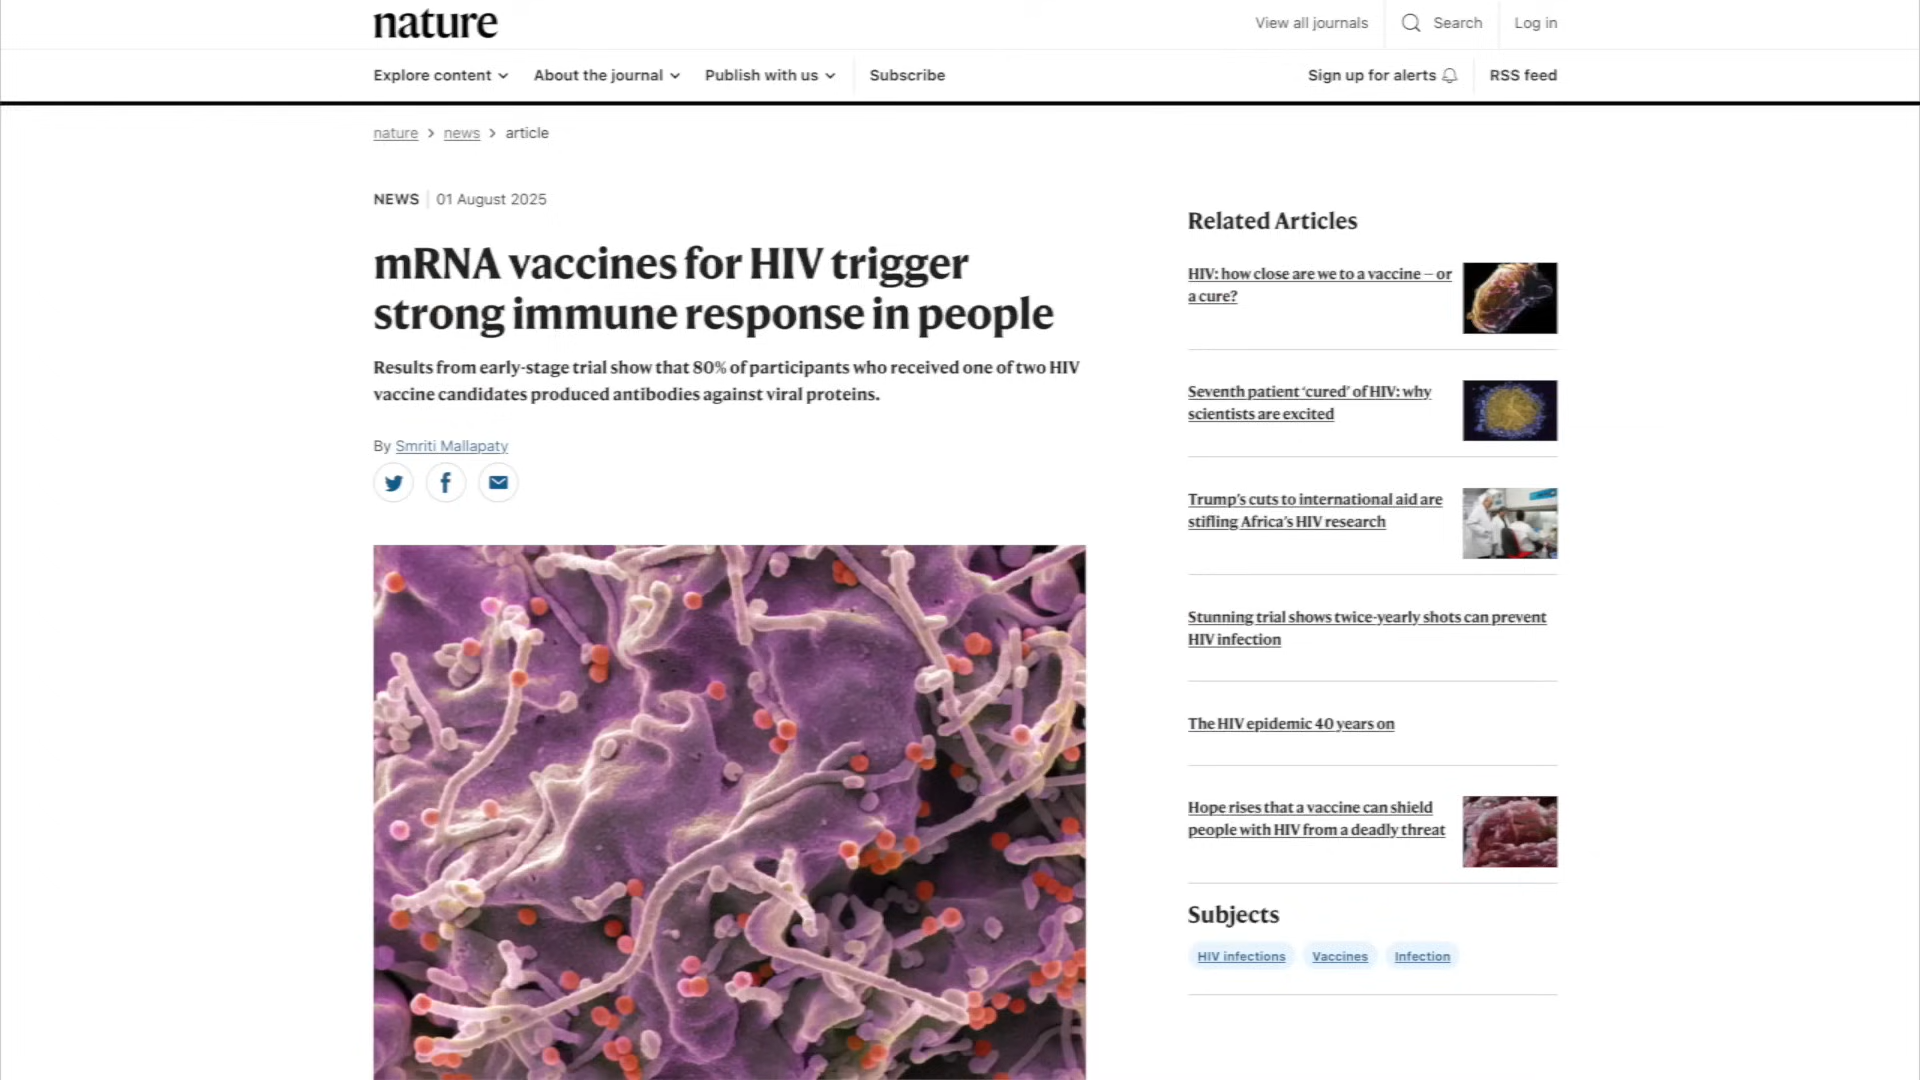 nature
View all journals
Search
Log in
Explore content
About the journal
Publish with us
Subscribe
Sign up for alerts
RSS feed
nature > news > article
NEWS | 01 August 2025
mRNA vaccines for HIV trigger
strong immune response in people
Results from early-stage trial show that 80% of participants who received one of two HIV
vaccine candidates produced antibodies against viral proteins.
By Smriti Mallapaty
Related Articles
HIV: how close are we to a vaccine — or
a cure?
Seventh patient ‘cured’ of HIV: why
scientists are excited
Trump’s cuts to international aid are
stifling Africa’s HIV research
Stunning trial shows twice-yearly shots can prevent
HIV infection
The HIV epidemic 40 years on
Hope rises that a vaccine can shield
people with HIV from a deadly threat
Subjects
HIV infections
Vaccines
Infection